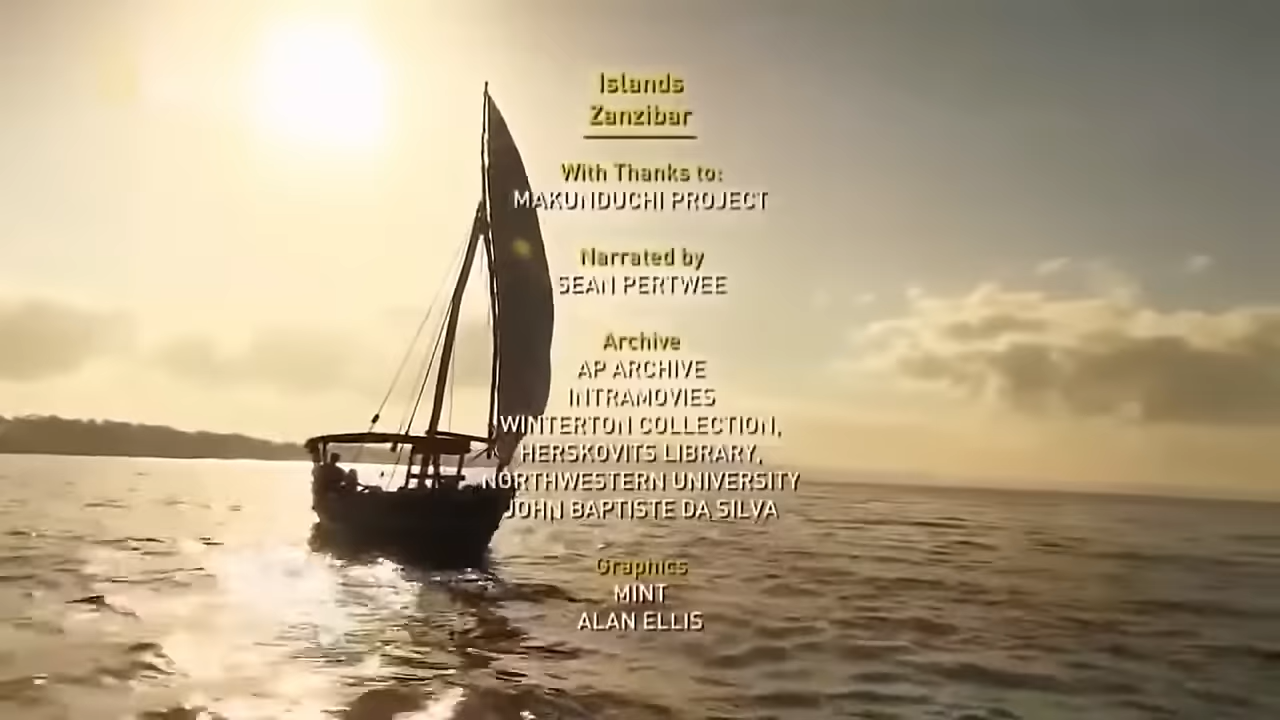 Islands
Zanzibar
With Thanks to:
MAKUNDUCHI PROJECT
Narrated by
SEAN PERTWEE
Archive
AP ARCHIVE
INTRAMOVIES
WINTERTON COLLECTION,
HERSKOVITS LIBRARY,
NORTHWESTERN UNIVERSITY
JOHN BAPTISTE DA SILVA
Graphics
MINT
ALAN ELLIS